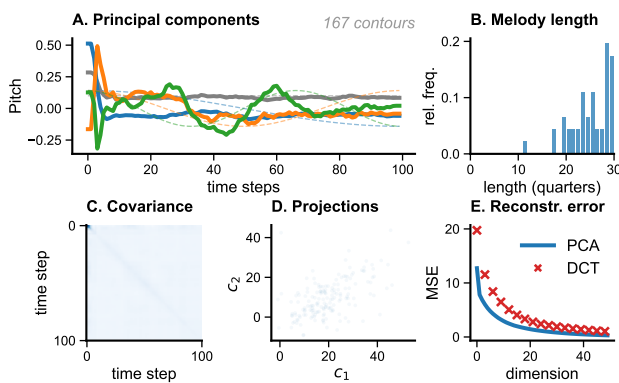 A. Principal components
167 contours
Pitch
0.50
0.25
0.00
−0.25
0
20
40
60
80
100
time steps
B. Melody length
rel. freq.
0.2
0.1
0.0
0
10
20
30
length (quarters)
C. Covariance
time step
0
100
0
100
time step
D. Projections
c2
40
20
0
0
20
40
c1
E. Reconstr. error
MSE
20
10
0
PCA
DCT
0
20
40
dimension